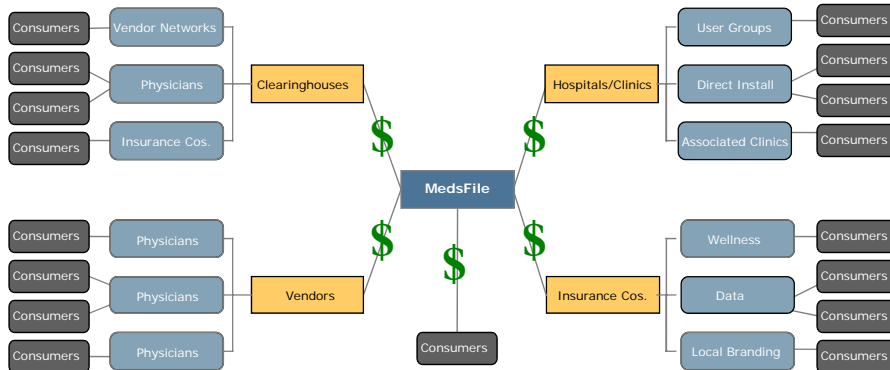 Consumers
Vendor Networks
User Groups
Consumers
Consumers
Physicians
Clearinghouses
Hospitals/Clinics
Direct Install
Consumers
Consumers
Consumers
Consumers
Insurance Cos.
$
$
Associated Clinics
Consumers
MedsFile
Consumers
Physicians
$
$
Wellness
Consumers
$
Consumers
Physicians
Vendors
Insurance Cos.
Data
Consumers
Consumers
Consumers
Consumers
Physicians
Consumers
Local Branding
Consumers